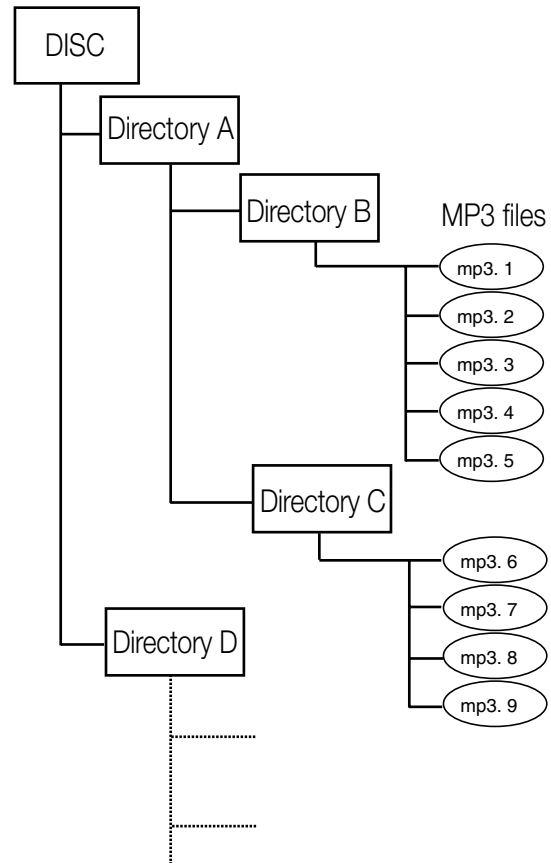 DISC
Directory A
Directory B
MP3 files
mp3. 1
mp3. 2
mp3. 3
mp3. 4
mp3. 5
Directory C
mp3. 6
mp3. 7
mp3. 8
mp3. 9
Directory D